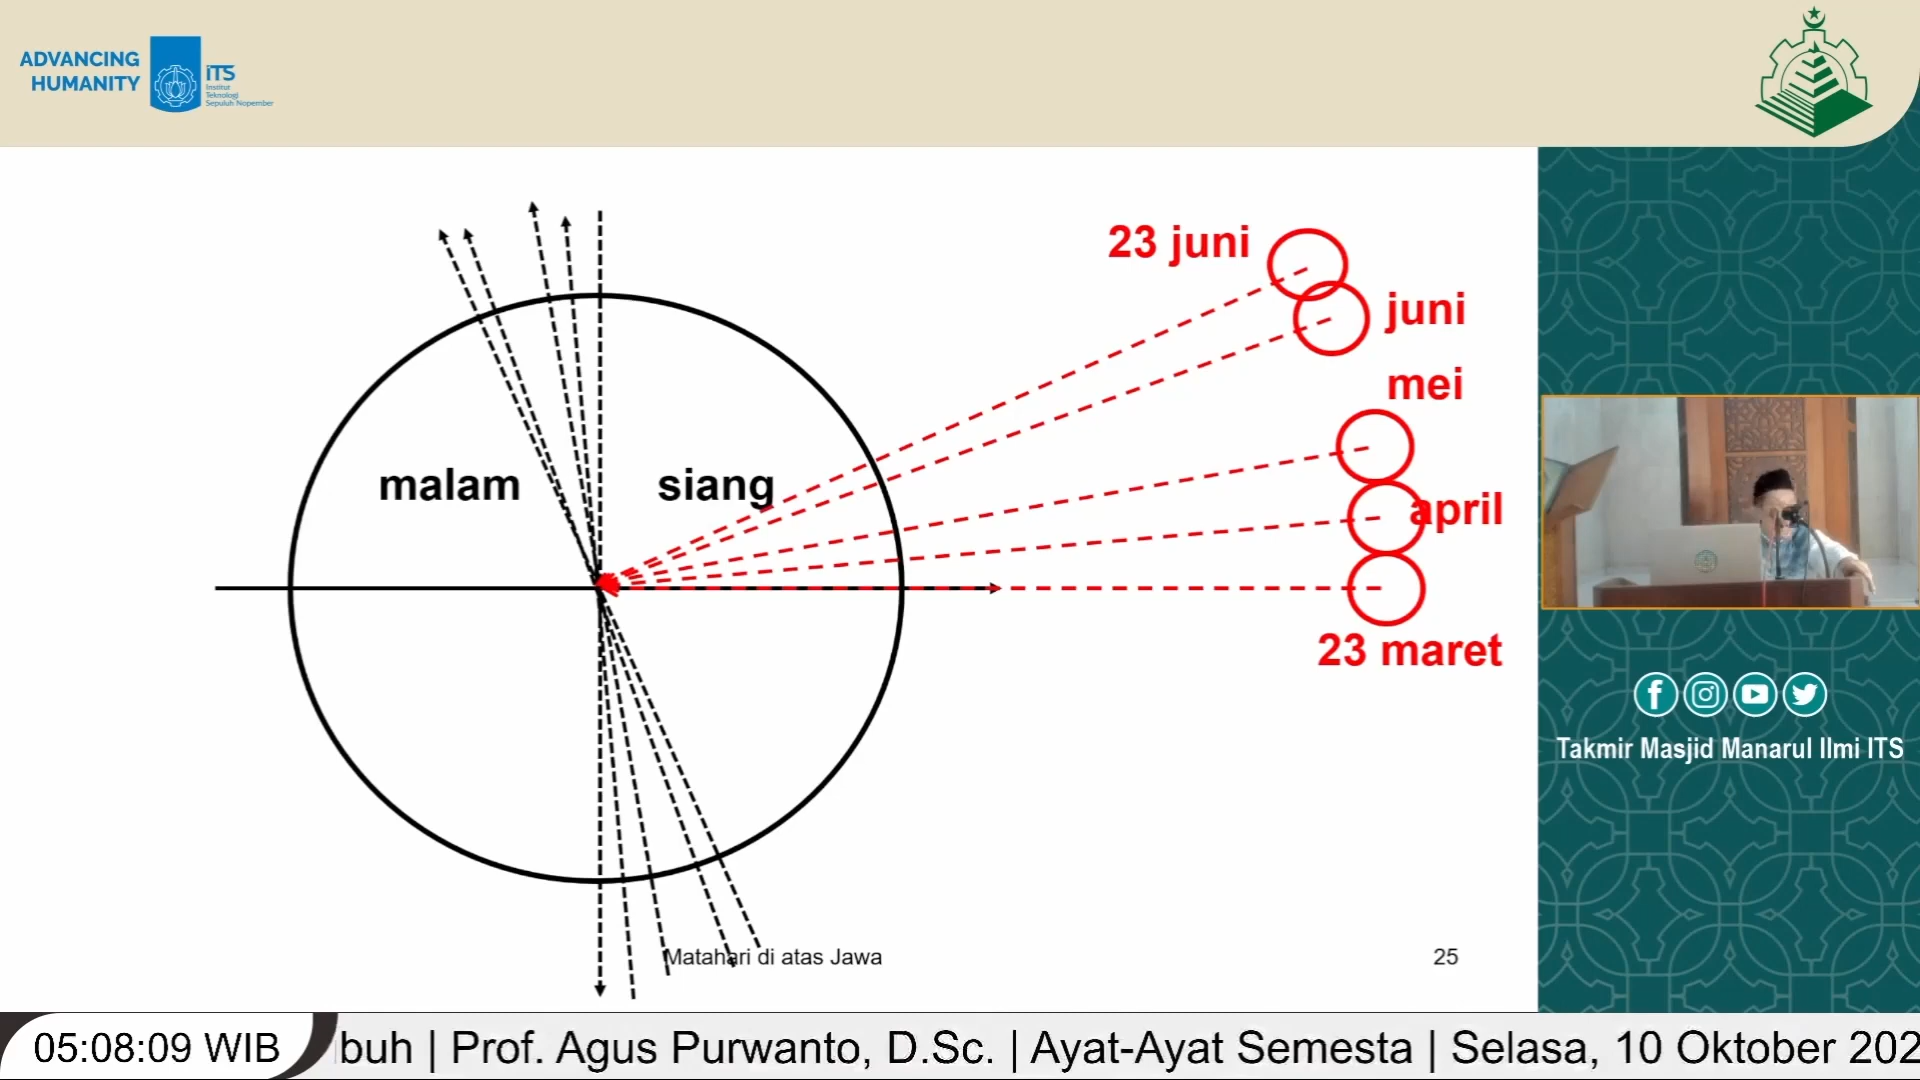 ADVANCING
HUMANITY
iTS
Institut
Teknologi
Sepuluh Nopember
23 juni
juni
mei
malam
siang
april
23 maret
Matahari di atas Jawa
25
Takmir Masjid Manarul Ilmi ITS
05:08:09 WIB
buh | Prof. Agus Purwanto, D.Sc. | Ayat-Ayat Semesta | Selasa, 10 Oktober 202